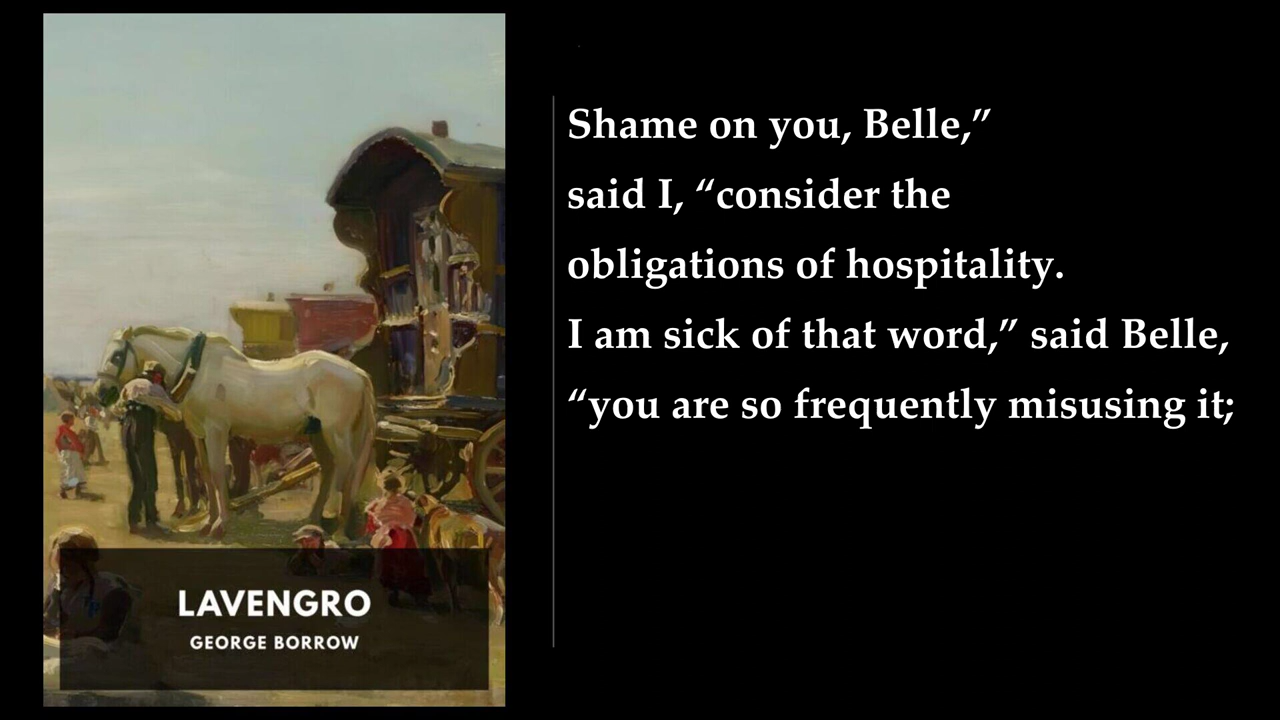 LAVENGRO
GEORGE BORROW
Shame on you, Belle,”
said I, “consider the
obligations of hospitality.
I am sick of that word,” said Belle,
“you are so frequently misusing it;